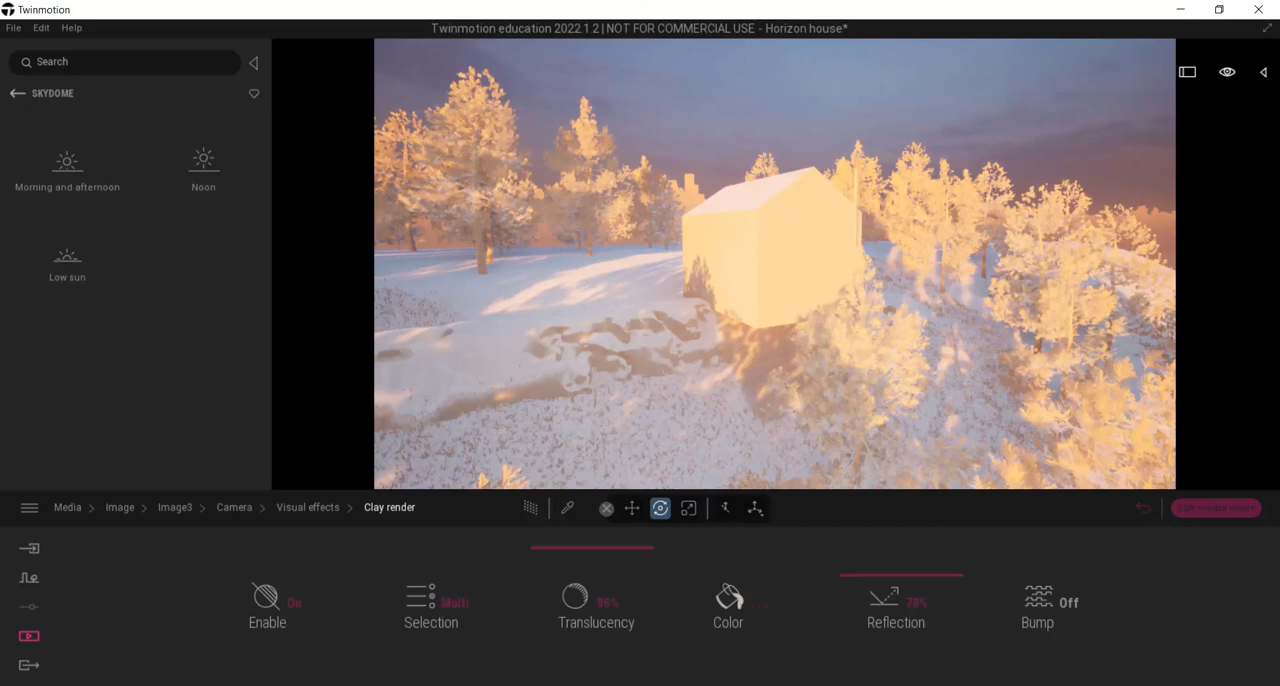 Twinmotion
File Edit Help
Twinmotion education 2022.1.2 | NOT FOR COMMERCIAL USE - Horizon house*
Search
SKYDOME
Morning and afternoon
Noon
Low sun
Media > Image > Image3 > Camera > Visual effects > Clay render
On
Enable
Multi
Selection
95%
Translucency
...
Color
70%
Reflection
Off
Bump